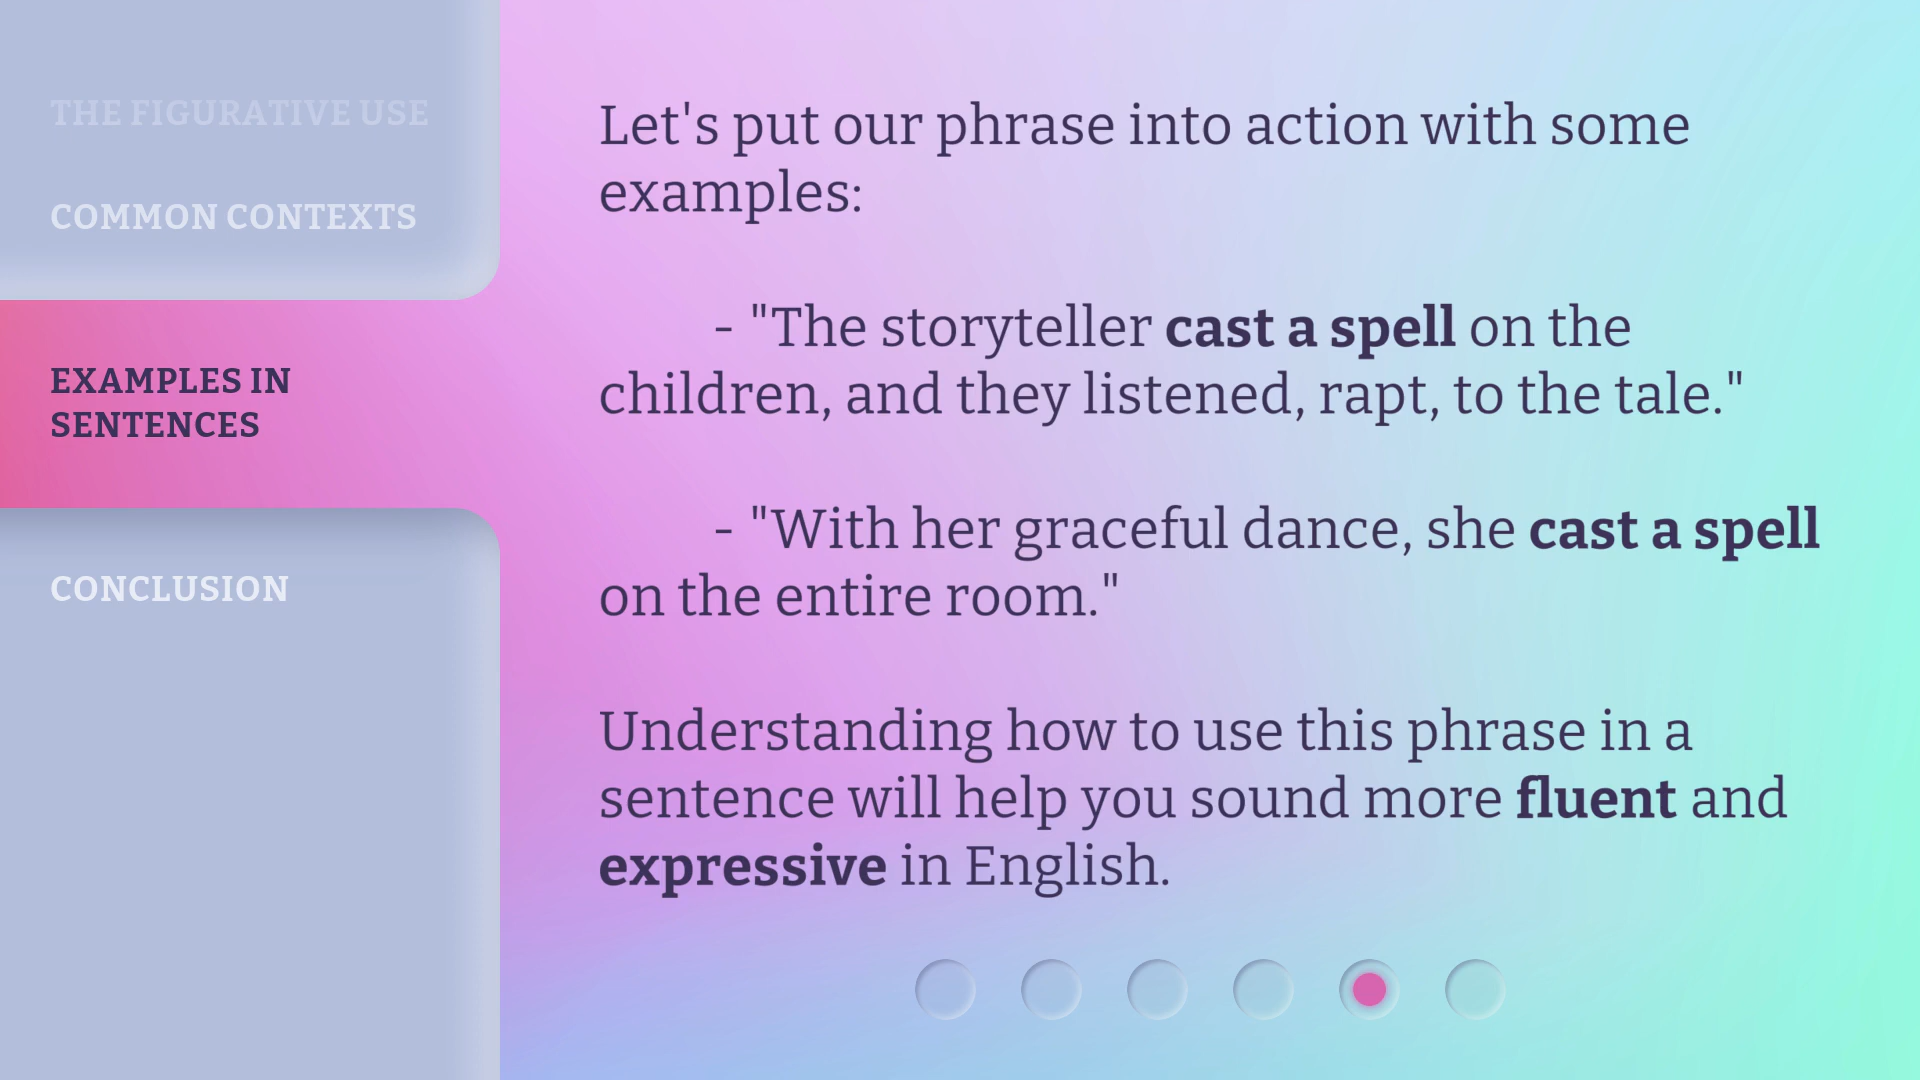 THE FIGURATIVE USE
COMMON CONTEXTS
EXAMPLES IN
SENTENCES
CONCLUSION
Let's put our phrase into action with some
examples:
- "The storyteller cast a spell on the
children, and they listened, rapt, to the tale."
- "With her graceful dance, she cast a spell
on the entire room."
Understanding how to use this phrase in a
sentence will help you sound more fluent and
expressive in English.